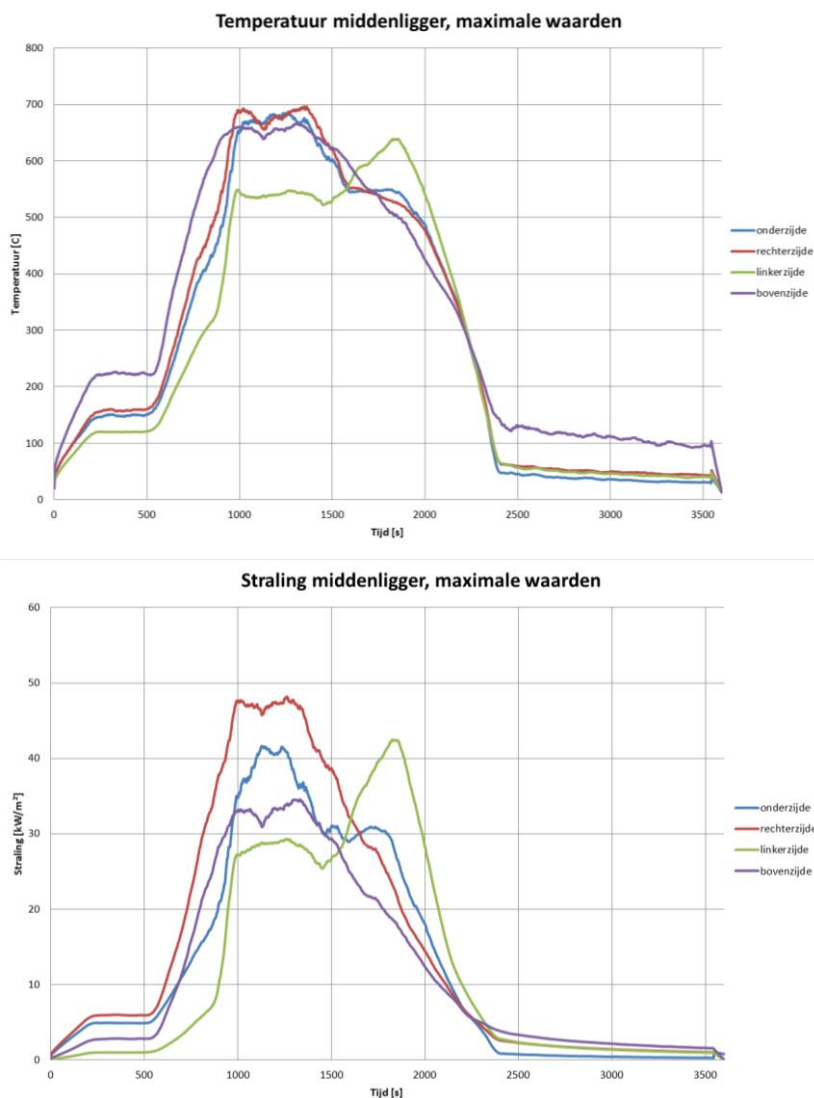 Temperatuur middenligger, maximale waarden
800
700
600
500
400
300
200
100
0
Temperatuur [C]
0 500 1000 1500 2000 2500 3000 3500
Tijd [s]
onderzijde
rechterzijde
linkerzijde
bovenzijde
Straling middenligger, maximale waarden
60
50
40
30
20
10
0
Straling [kW/m²]
0 500 1000 1500 2000 2500 3000 3500
Tijd [s]
onderzijde
rechterzijde
linkerzijde
bovenzijde